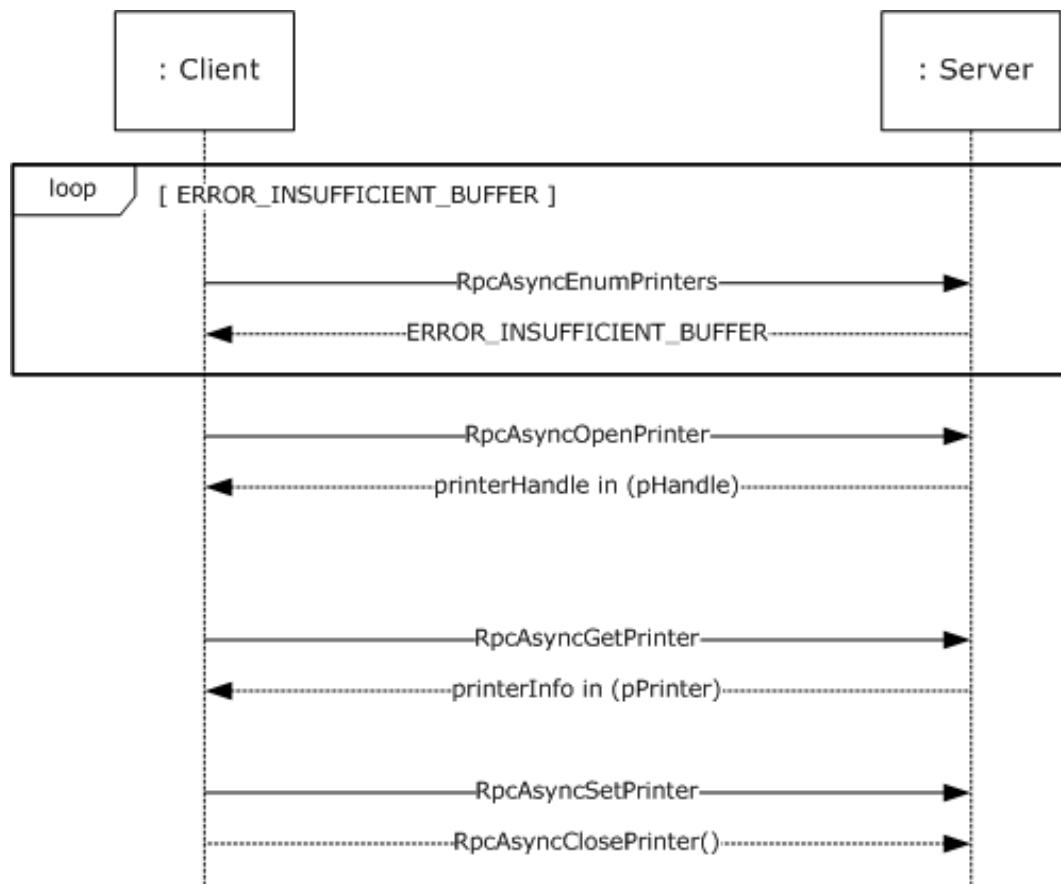 : Client
: Server
loop
[ ERROR_INSUFFICIENT_BUFFER ]
RpcAsyncEnumPrinters
ERROR_INSUFFICIENT_BUFFER
RpcAsyncOpenPrinter
printerHandle in (pHandle)
RpcAsyncGetPrinter
printerInfo in (pPrinter)
RpcAsyncSetPrinter
RpcAsyncClosePrinter()